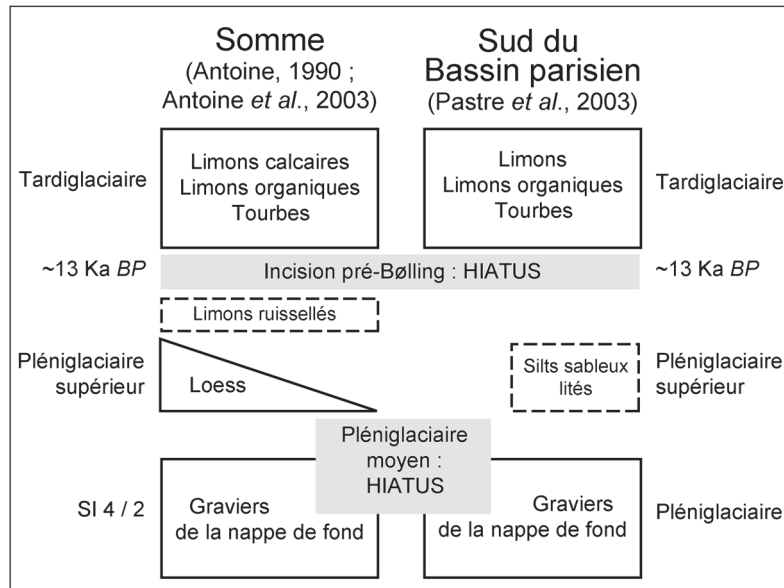 Somme
(Antoine, 1990 ;
Antoine et al., 2003)
Sud du
Bassin parisien
(Pastre et al., 2003)
Tardiglaciaire
Limons calcaires
Limons organiques
Tourbes
Limons
Limons organiques
Tourbes
Tardiglaciaire
~13 Ka BP
Incision pré-Bølling : HIATUS
~13 Ka BP
Limons ruissellés
Pléniglaciaire
supérieur
Loess
Silts sableux
lités
Pléniglaciaire
supérieur
Pléniglaciaire
moyen :
HIATUS
SI 4 / 2
Graviers
de la nappe de fond
Graviers
de la nappe de fond
Pléniglaciaire